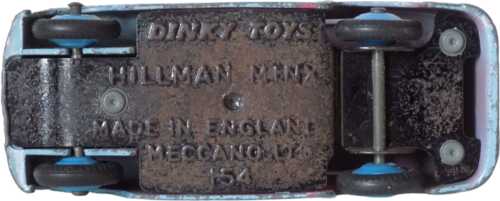 DINKY TOYS
HILLMAN MINX
MADE IN ENGLAND
MECCANO LTD
154